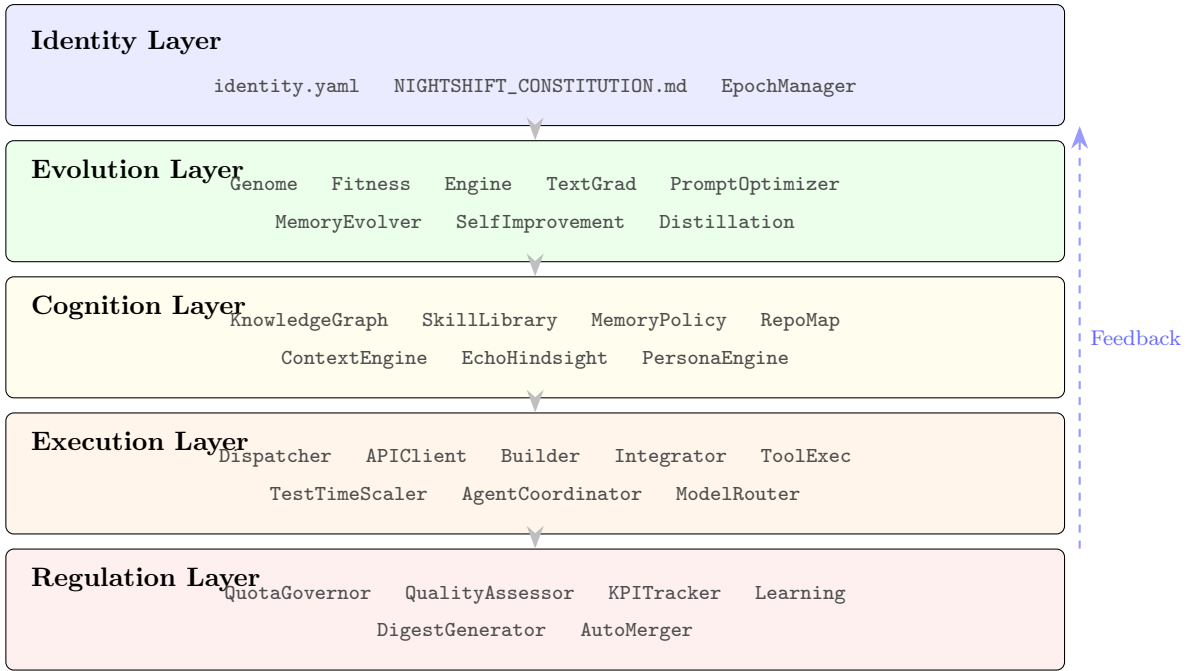 Identity Layer
identity.yaml NIGHTSHIFT_CONSTITUTION.md EpochManager
Evolution Layer
Genome Fitness Engine TextGrad PromptOptimizer
MemoryEvolver SelfImprovement Distillation
Cognition Layer
KnowledgeGraph SkillLibrary MemoryPolicy RepoMap
ContextEngine EchoHindsight PersonaEngine
Feedback
Execution Layer
Dispatcher APIClient Builder Integrator ToolExec
TestTimeScaler AgentCoordinator ModelRouter
Regulation Layer
QuotaGovernor QualityAssessor KPITracker Learning
DigestGenerator AutoMerger